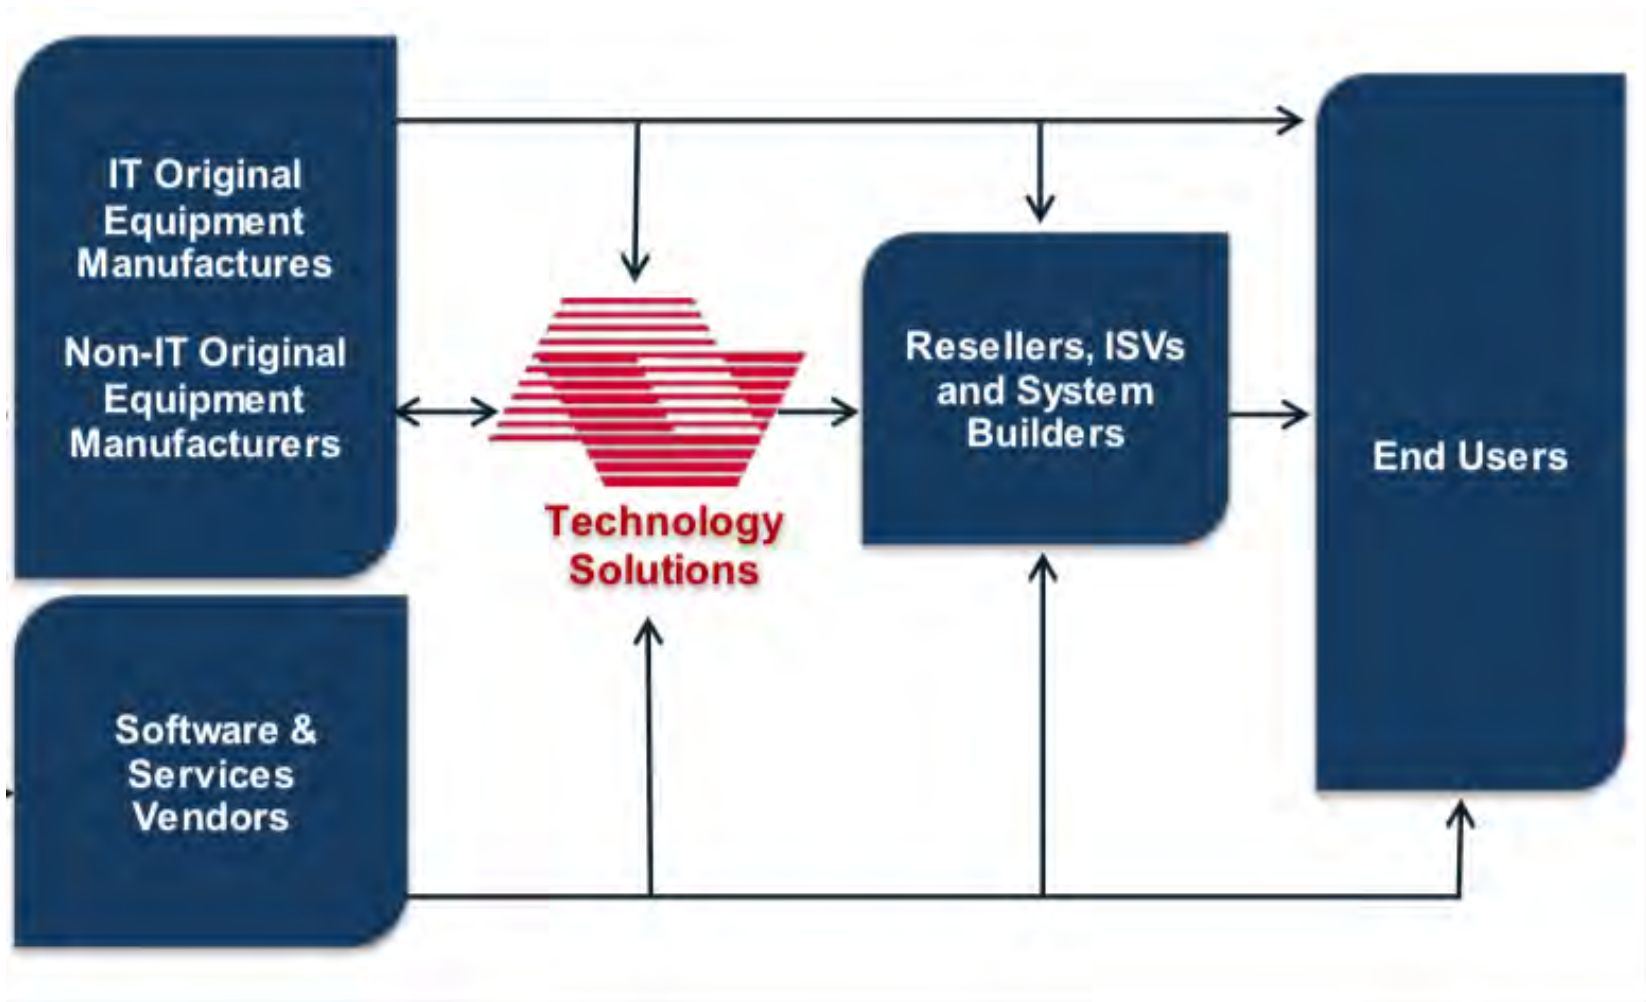 IT Original
Equipment
Manufactures
Non-IT Original
Equipment
Manufacturers
Technology
Solutions
Resellers, ISVs
and System
Builders
End Users
Software &
Services
Vendors